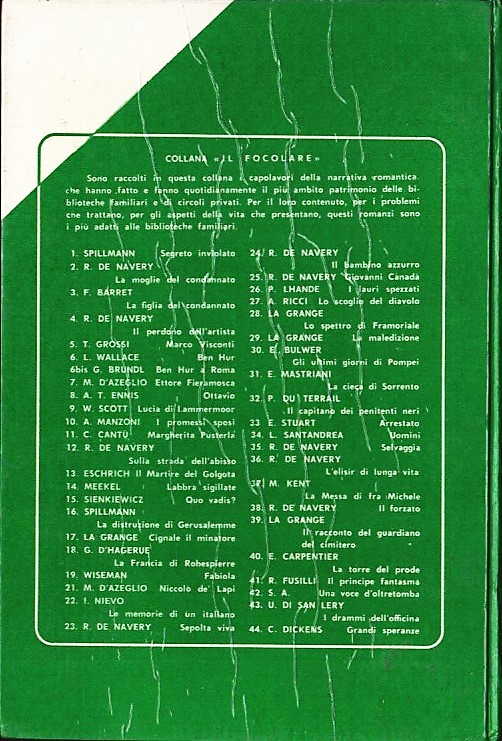 COLLANA «IL FOCOLARE»
Sono raccolti in questa collana i capolavori della narrativa romantica
che hanno fatto e fanno quotidianamente il più ambito patrimonio delle bi-
blioteche familiari e di circoli privati. Per il loro contenuto, per i problemi
che trattano, per gli aspetti della vita che presentano, questi romanzi sono
i più adatti alle biblioteche familiari.
1. SPILLMANN Segreto inviolato
2. R. DE NAVERY
La moglie del condannato
3. F. BARRET
La figlia del condannato
4. R. DE NAVERY
Il perdono dell'artista
5. T. GROSSI Marco Visconti
6. L. WALLACE Ben Hur
6bis G. BRUNDL Ben Hur a Roma
7. M. D'AZEGLIO Ettore Fieramosca
8. A. T. ENNIS Ottavio
9. W. SCOTT Lucia di Lammermoor
10. A. MANZONI I promessi sposi
11. C. CANTÙ Margherita Pusterla
12. R. DE NAVERY
Sulla strada dell'abisso
13. ESCHRICH Il Martire del Golgota
14. MEEKEL Labbra sigillate
15. SIENKIEWICZ Quo vadis?
16. SPILLMANN
La distruzione di Gerusalemme
17. LA GRANGE Cignale il minatore
18. G. D'HAGERUE
La Francia di Robespierre
19. WISEMAN Fabiola
21. M. D'AZEGLIO Niccolo de' Lapi
22. I. NIEVO
Le memorie di un italiano
23. R. DE NAVERY Sepolta viva
24. R. DE NAVERY
Il bambino azzurro
25. R. DE NAVERY Giovanni Canada
26. P. LHANDE I lauri spezzati
27. A. RICCI Lo scoglio del diavolo
28. LA GRANGE
Lo spettro di Framoriale
29. LA GRANGE La maledizione
30. E. BULWER
Gli ultimi giorni di Pompei
31. E. MASTRIANI
La cieca di Sorrento
32. P. DU TERRAIL
Il capitano dei penitenti neri
33 E. STUART Arrestato
34. L. SANTANDREA Uomini
35. R. DE NAVERY Selvaggia
36. R. DE NAVERY
L'elisir di lunga vita
37. M. KENT
La Messa di fra Michele
38. R. DE NAVERY Il forzato
39. LA GRANGE
Il racconto del guardiano
del cimitero
40. E. CARPENTIER
La torre del prode
41. R. FUSILLI Il principe fantasma
42. S. A. Una voce d'oltretomba
43. U. DI SAN LERY
I drammi dell'officina
44. C. DICKENS Grandi speranze